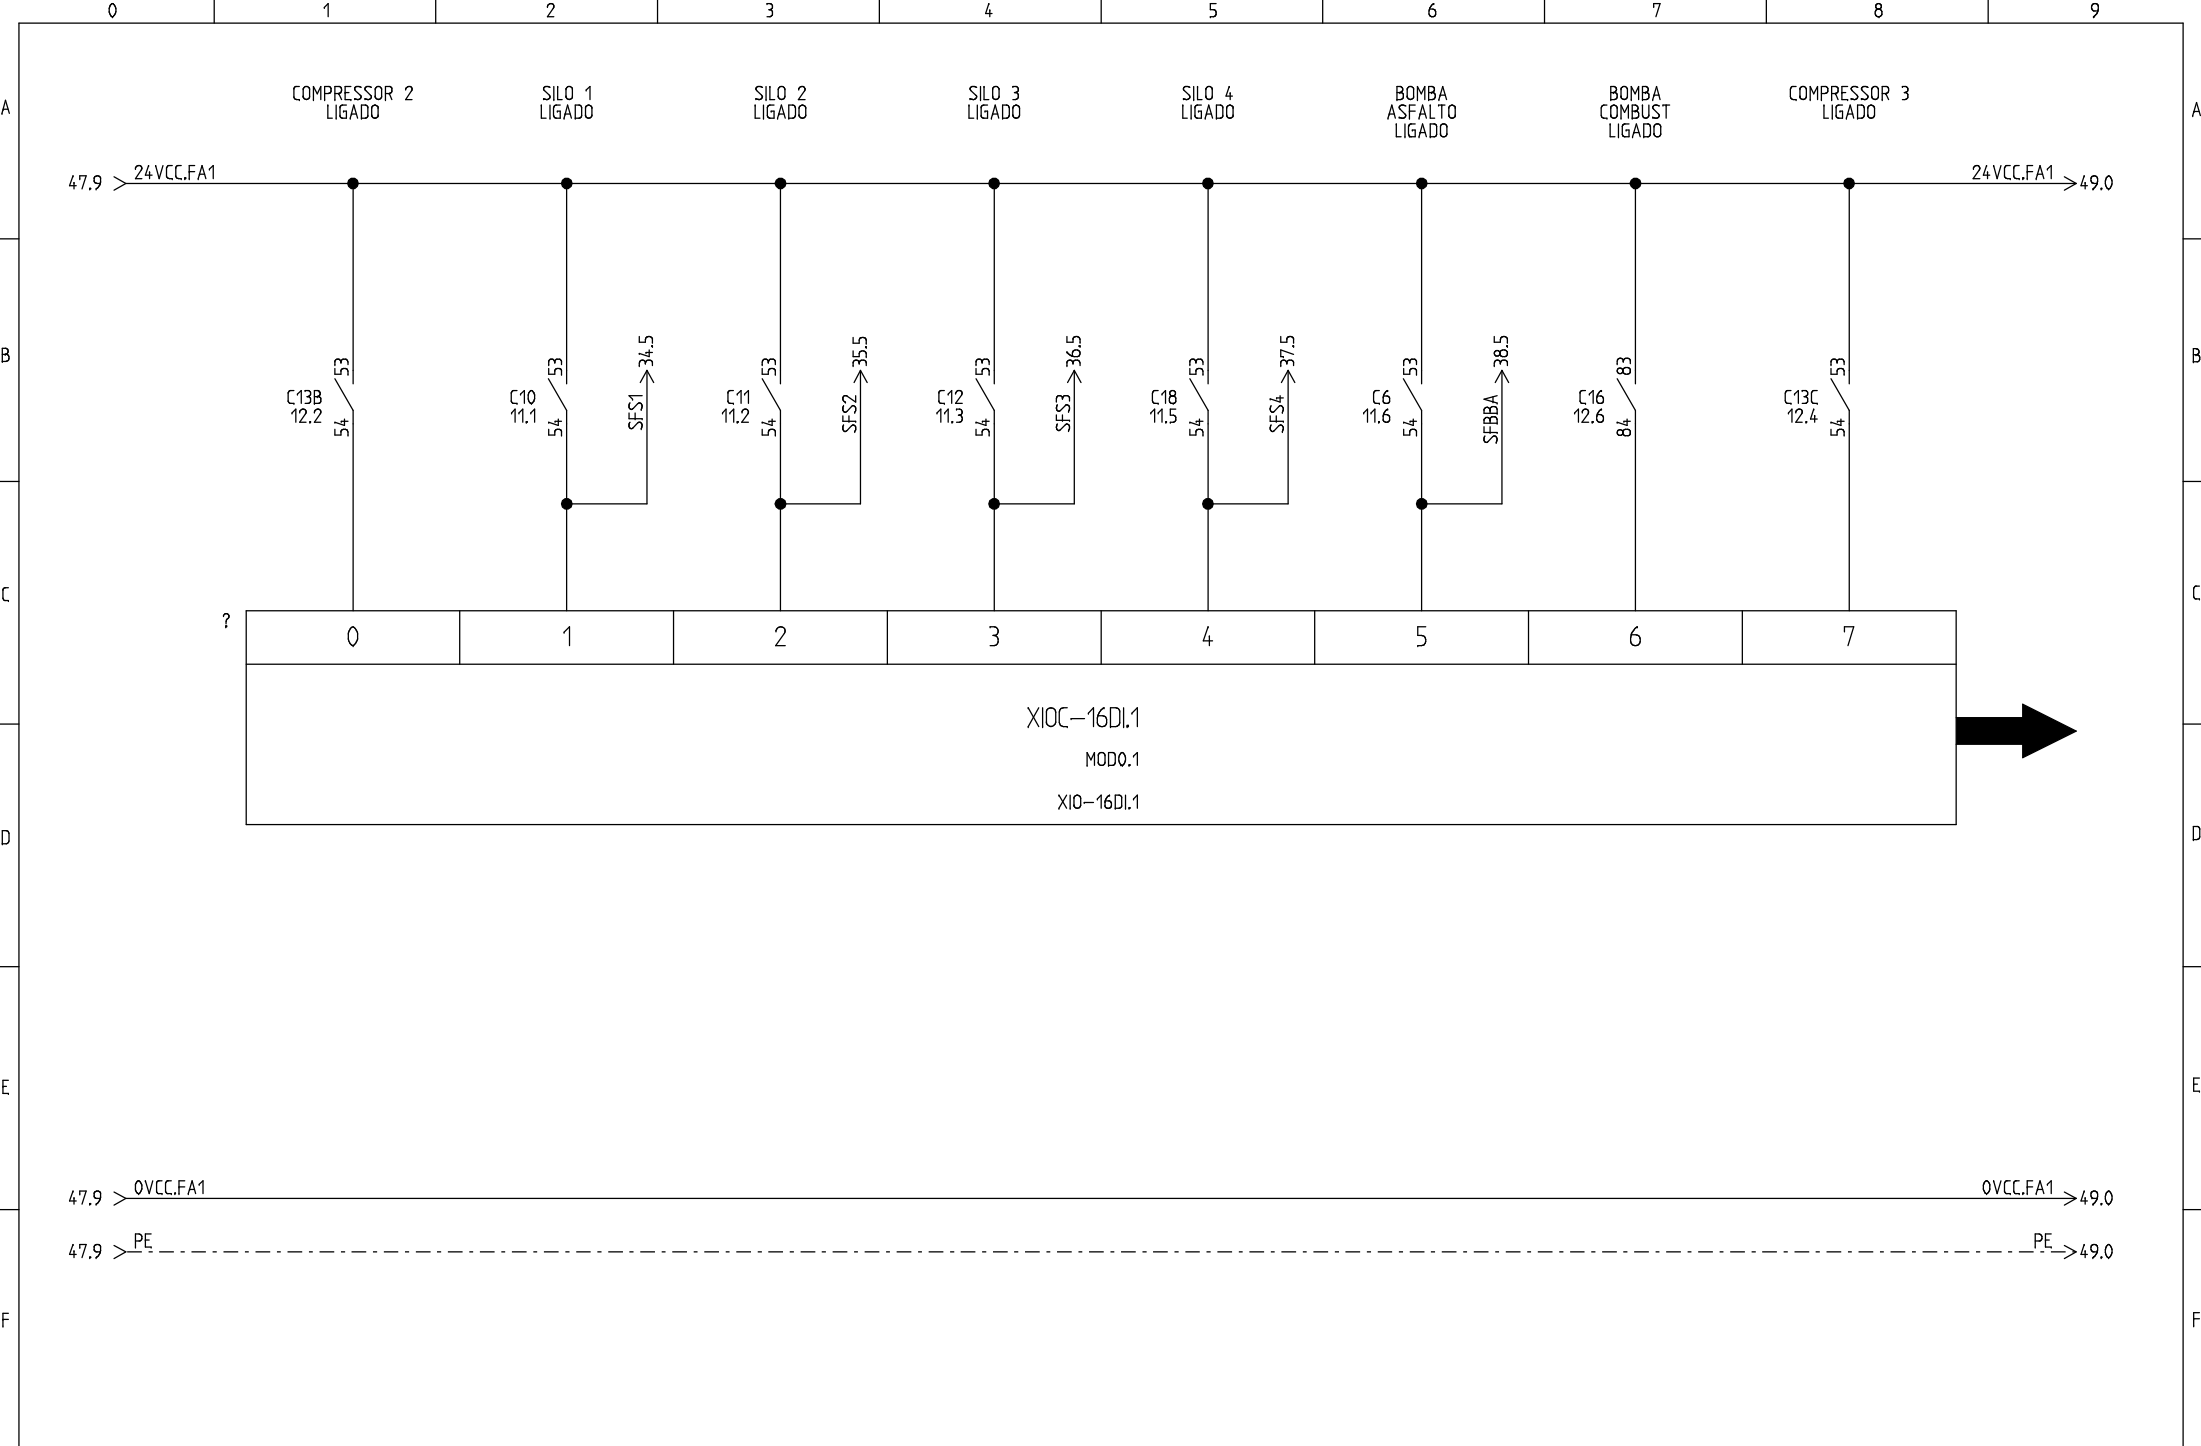 0 1 2 3 4 5 6 7 8 9
A A
COMPRESSOR 2
LIGADO
SILO 1
LIGADO
SILO 2
LIGADO
SILO 3
LIGADO
SILO 4
LIGADO
BOMBA
ASFALTO
LIGADO
BOMBA
COMBUST
LIGADO
COMPRESSOR 3
LIGADO
47.9 24VCC.FA1 24VCC.FA1 49.0
B B
53
C13B
12.2
54
53
C10
11.1
54
SFS1 34.5
53
C11
11.2
54
SFS2 35.5
53
C12
11.3
54
SFS3 36.5
53
C18
11.5
54
SFS4 37.5
53
C6
11.6
54
SFBBA 38.5
83
C16
12.6
84
53
C13C
12.4
54
C C
? 0 1 2 3 4 5 6 7
XIOC-16DI.1
MOD0.1
XIO-16DI.1
D D
E E
47.9 0VCC.FA1 0VCC.FA1 49.0
47.9 PE PE 49.0
F F